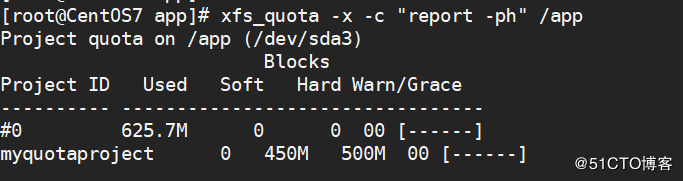 [root@CentOS7 app]# xfs_quota -x -c "report -ph" /app
Project quota on /app (/dev/sda3)
Blocks
Project ID Used Soft Hard Warn/Grace
---------- ---------------------------------
#0 625.7M 0 0 00 [------]
myquotaproject 0 450M 500M 00 [------]
@51CTO博客